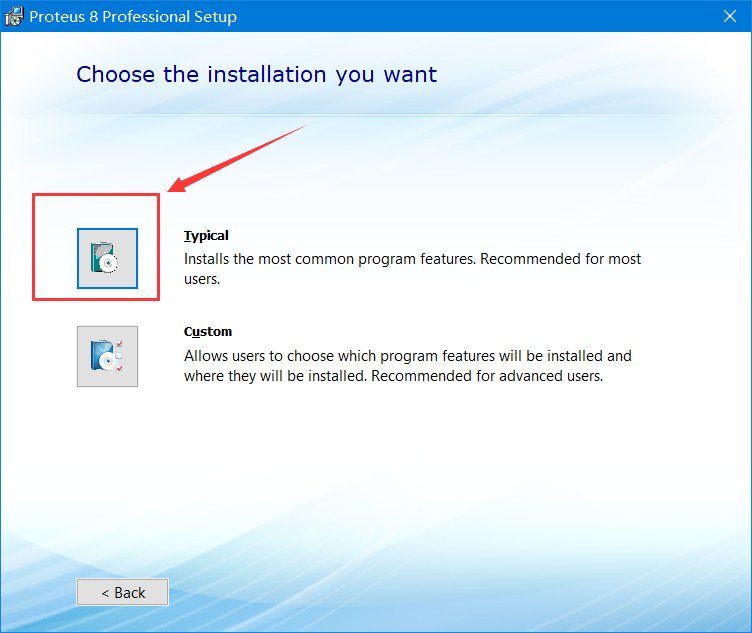 Proteus 8 Professional Setup
Choose the installation you want
Typical
Installs the most common program features. Recommended for most
users.
Custom
Allows users to choose which program features will be installed and
where they will be installed. Recommended for advanced users.
< Back